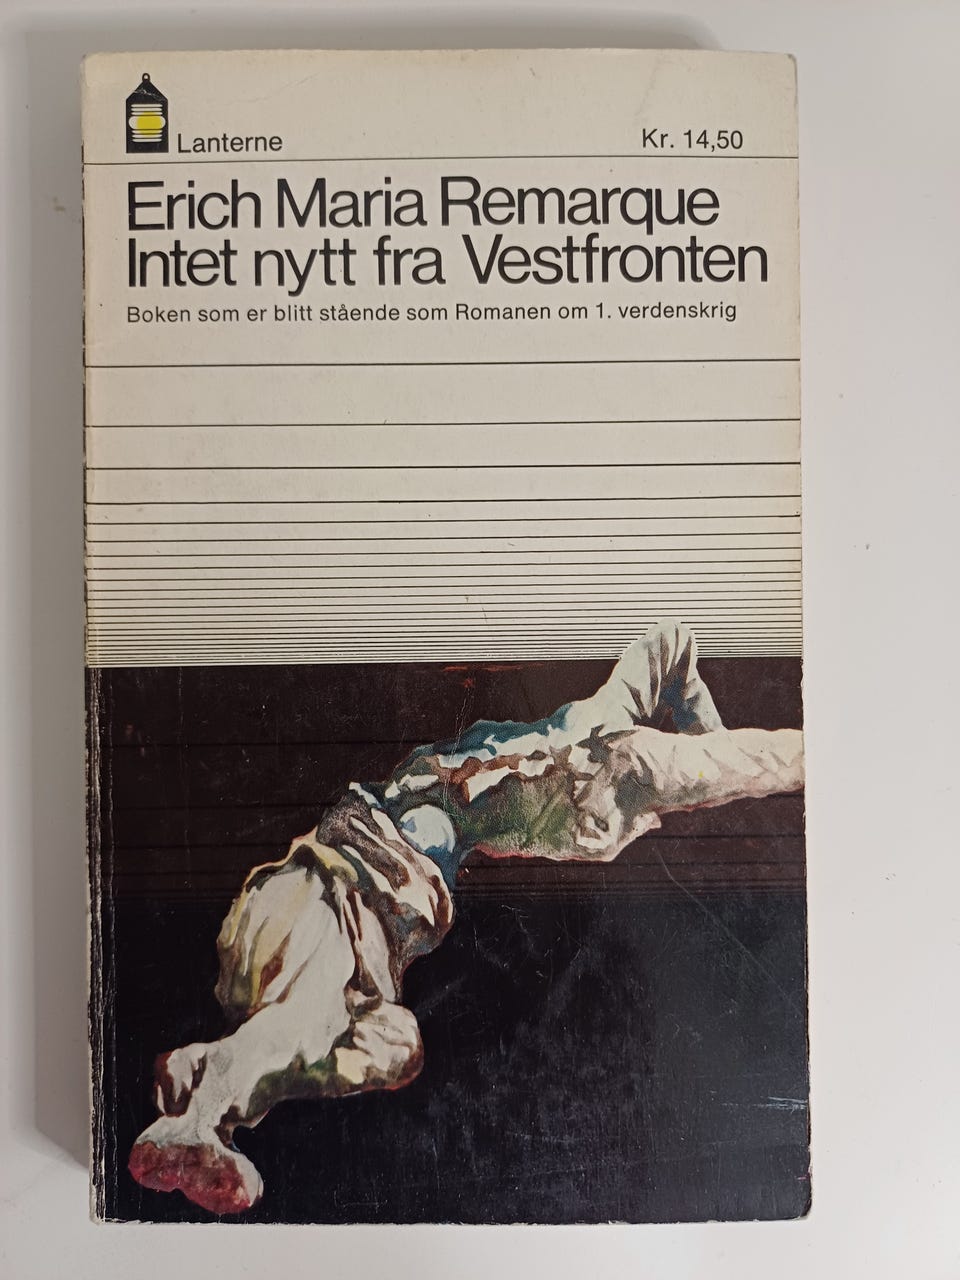 Lanterne
Kr. 14,50
Erich Maria Remarque
Intet nytt fra Vestfronten
Boken som er blitt stående som Romanen om 1. verdenskrig